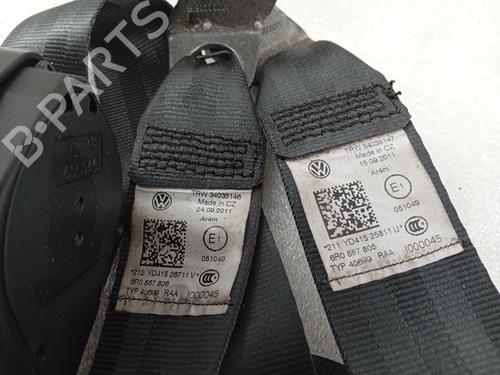 B-PARTS
TRW 34035146
Made in CZ
24.09.2011
Ar4m
E1
051049
*212 YD415 26711 V*
6R0 857 806
TYP 40699 RAA I000045
TRW 34035147
Made in CZ
15.09.2011
Ar4m
E1
051049
*211 YD415 25811 U*
6R0 857 805
TYP 40699 RAA I000045